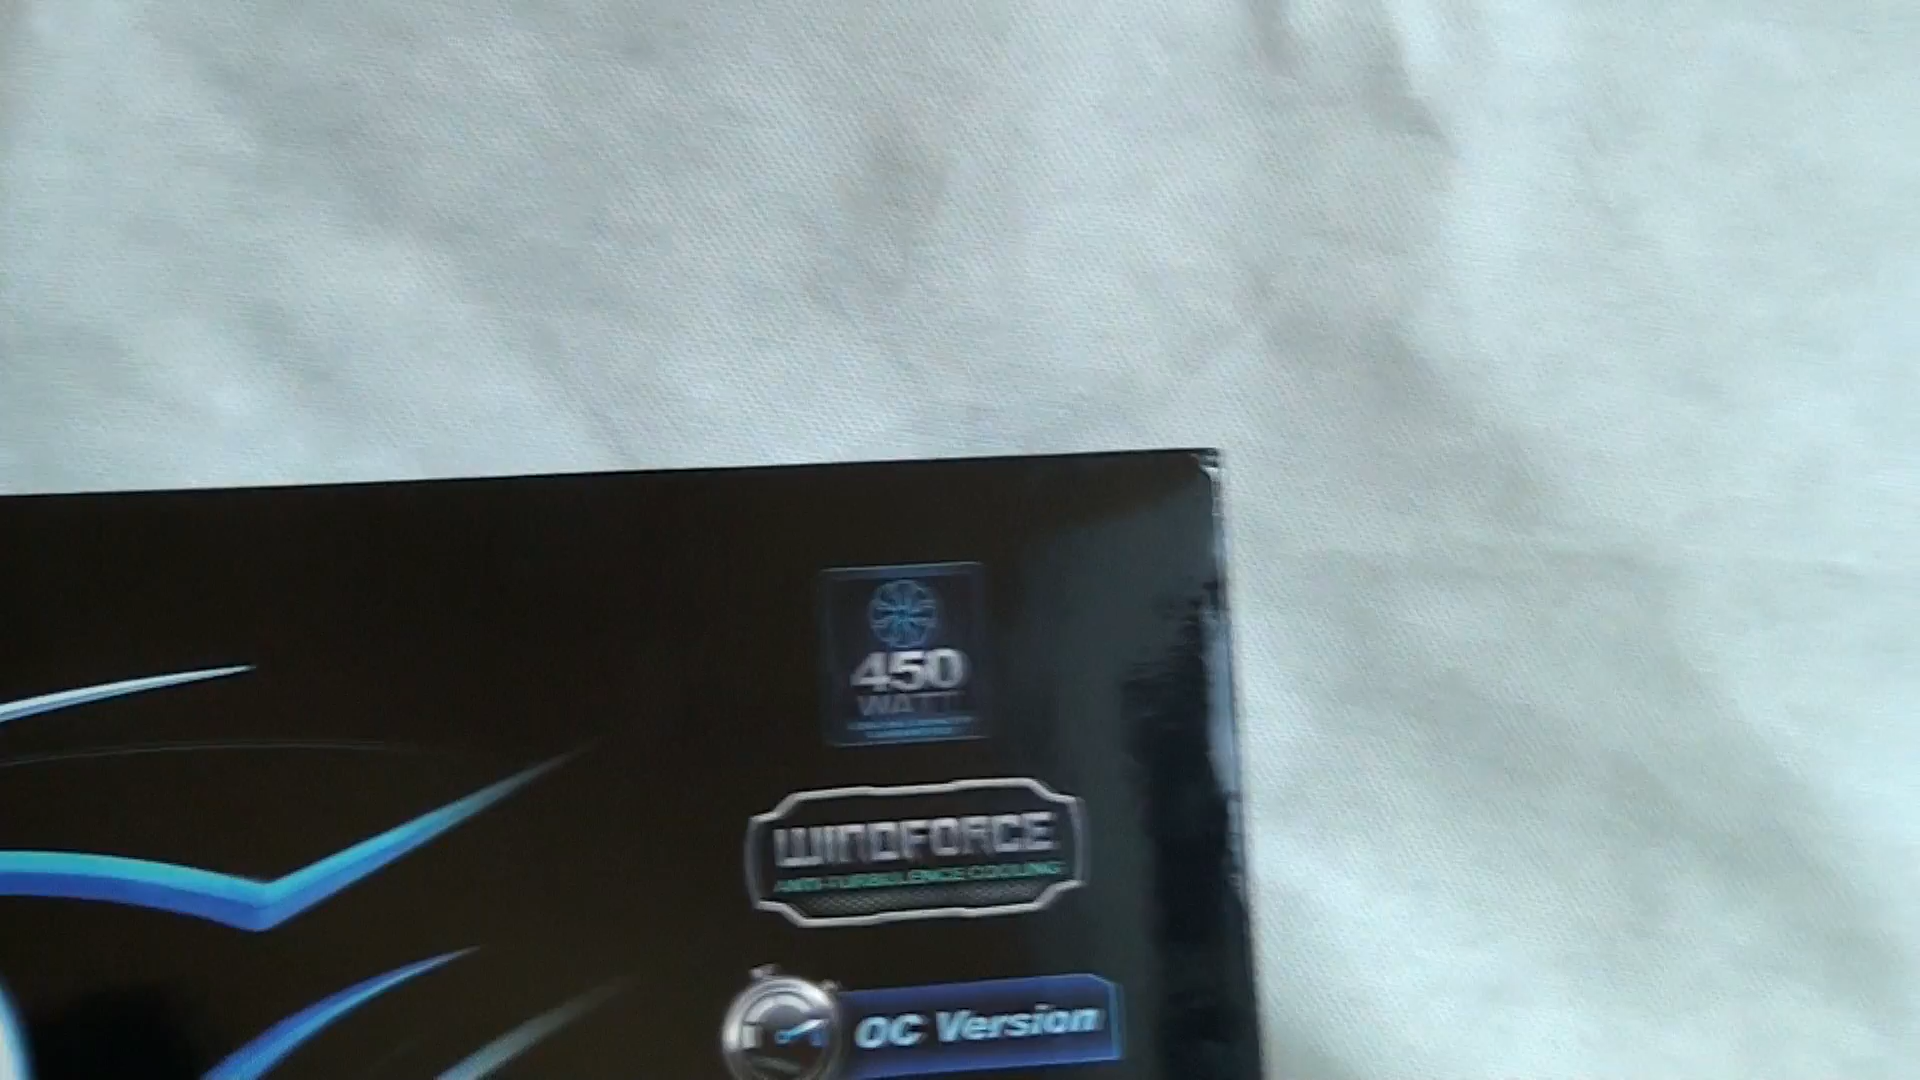 450
WATT
WINDFORCE
ANTI-TURBULENCE COOLING
OC Version